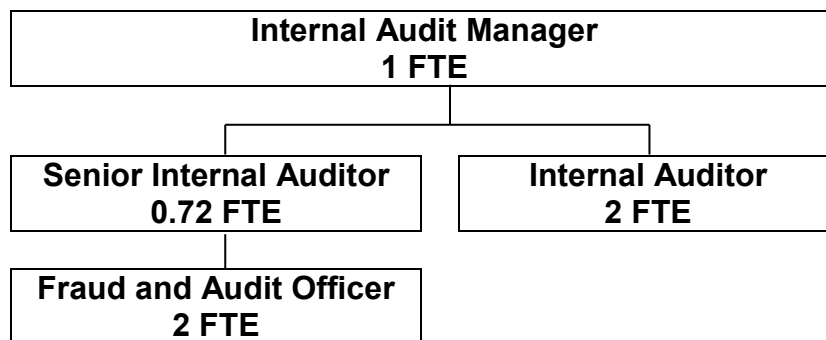 Internal Audit Manager
1 FTE
Senior Internal Auditor
0.72 FTE
Internal Auditor
2 FTE
Fraud and Audit Officer
2 FTE